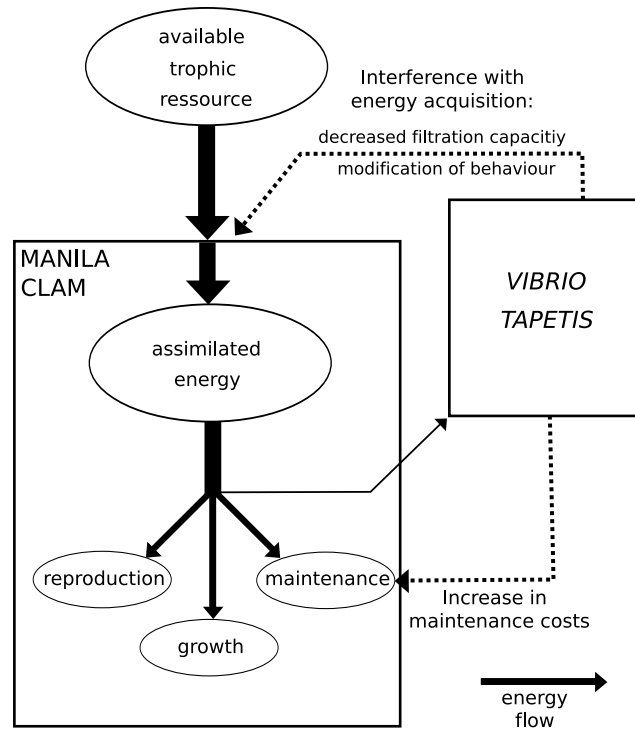 available
trophic
ressource
Interference with
energy acquisition:
decreased filtration capacitiy
modification of behaviour
MANILA
CLAM
VIBRIO
TAPETIS
assimilated
energy
reproduction
maintenance
growth
Increase in
maintenance costs
energy
flow